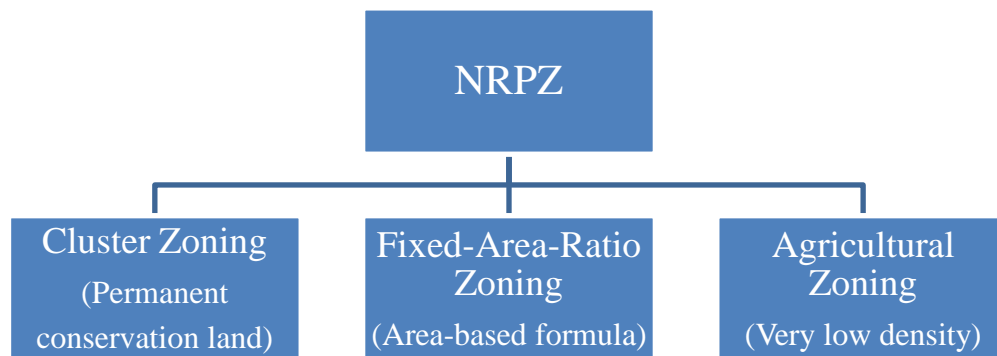 NRPZ
Cluster Zoning
(Permanent
conservation land)
Fixed-Area-Ratio
Zoning
(Area-based formula)
Agricultural
Zoning
(Very low density)